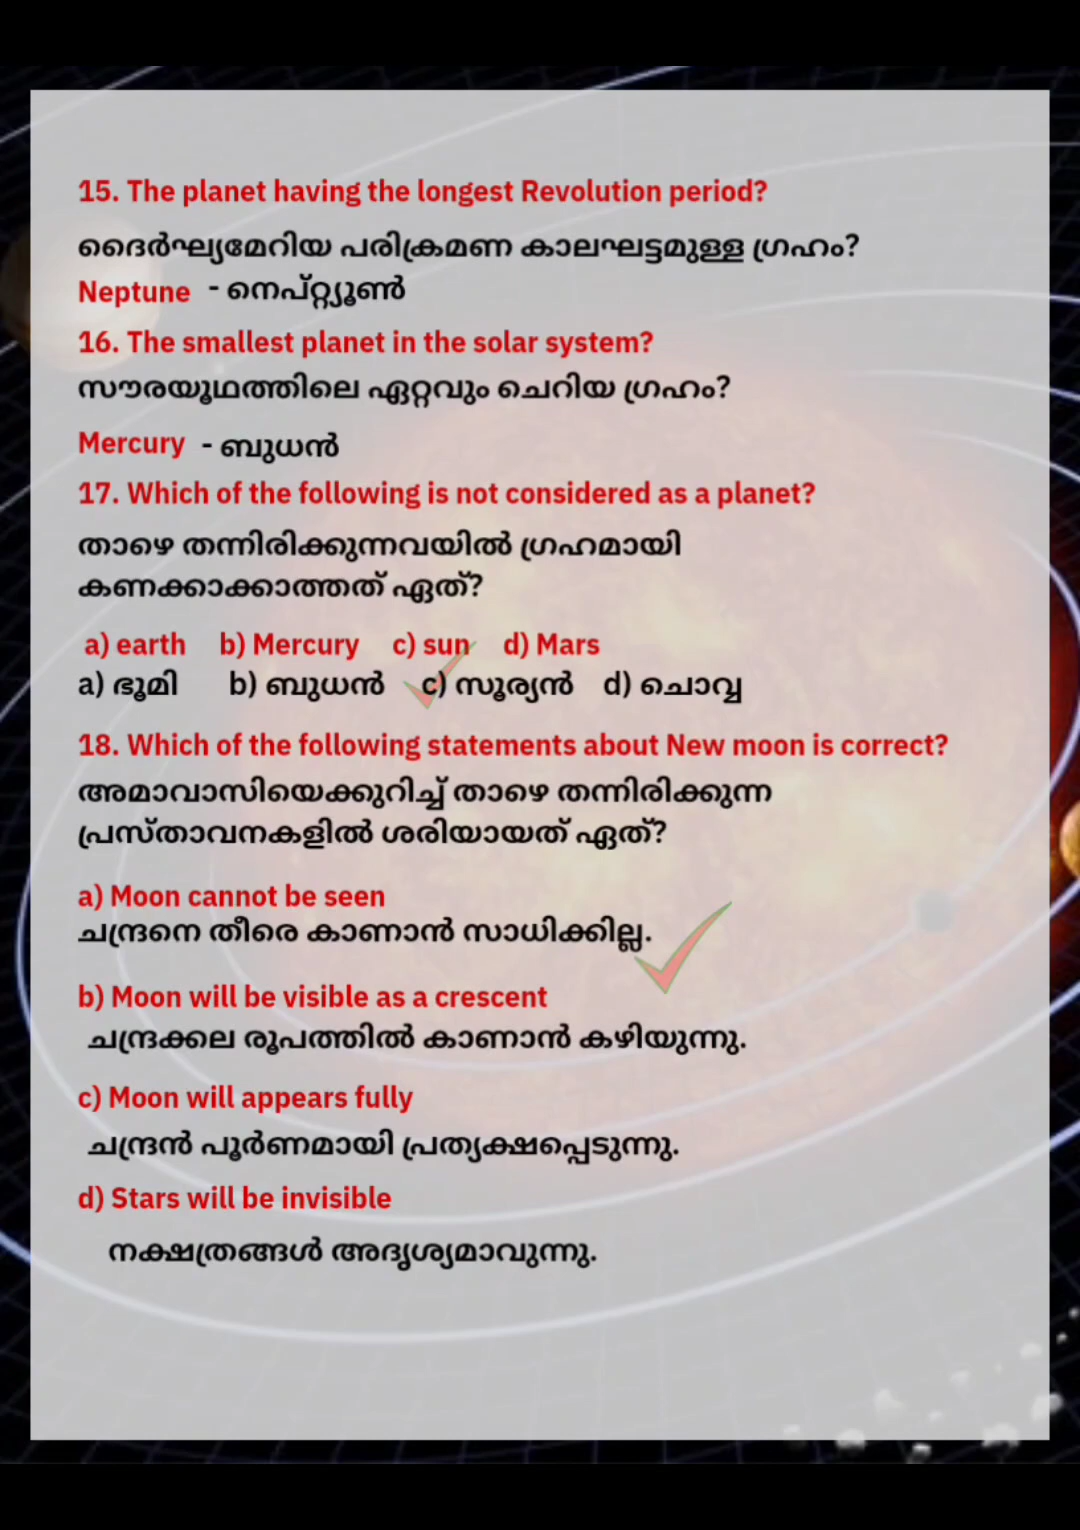 15. The planet having the longest Revolution period?
ദൈർഘ്യമേറിയ പരിക്രമണ കാലഘട്ടമുള്ള ഗ്രഹം?
Neptune - നെപ്റ്റ്യൂൺ
16. The smallest planet in the solar system?
സൗരയൂഥത്തിലെ ഏറ്റവും ചെറിയ ഗ്രഹം?
Mercury - ബുധൻ
17. Which of the following is not considered as a planet?
താഴെ തന്നിരിക്കുന്നവയിൽ ഗ്രഹമായി
കണക്കാക്കാത്തത് ഏത്?
a) earth b) Mercury c) sun d) Mars
a) ഭൂമി b) ബുധൻ c) സൂര്യൻ d) ചൊവ്വ
18. Which of the following statements about New moon is correct?
അമാവാസിയെക്കുറിച്ച് താഴെ തന്നിരിക്കുന്ന
പ്രസ്താവനകളിൽ ശരിയായത് ഏത്?
a) Moon cannot be seen
ചന്ദ്രനെ തീരെ കാണാൻ സാധിക്കില്ല.
b) Moon will be visible as a crescent
ചന്ദ്രക്കല രൂപത്തിൽ കാണാൻ കഴിയുന്നു.
c) Moon will appears fully
ചന്ദ്രൻ പൂർണമായി പ്രത്യക്ഷപ്പെടുന്നു.
d) Stars will be invisible
നക്ഷത്രങ്ങൾ അദൃശ്യമാവുന്നു.